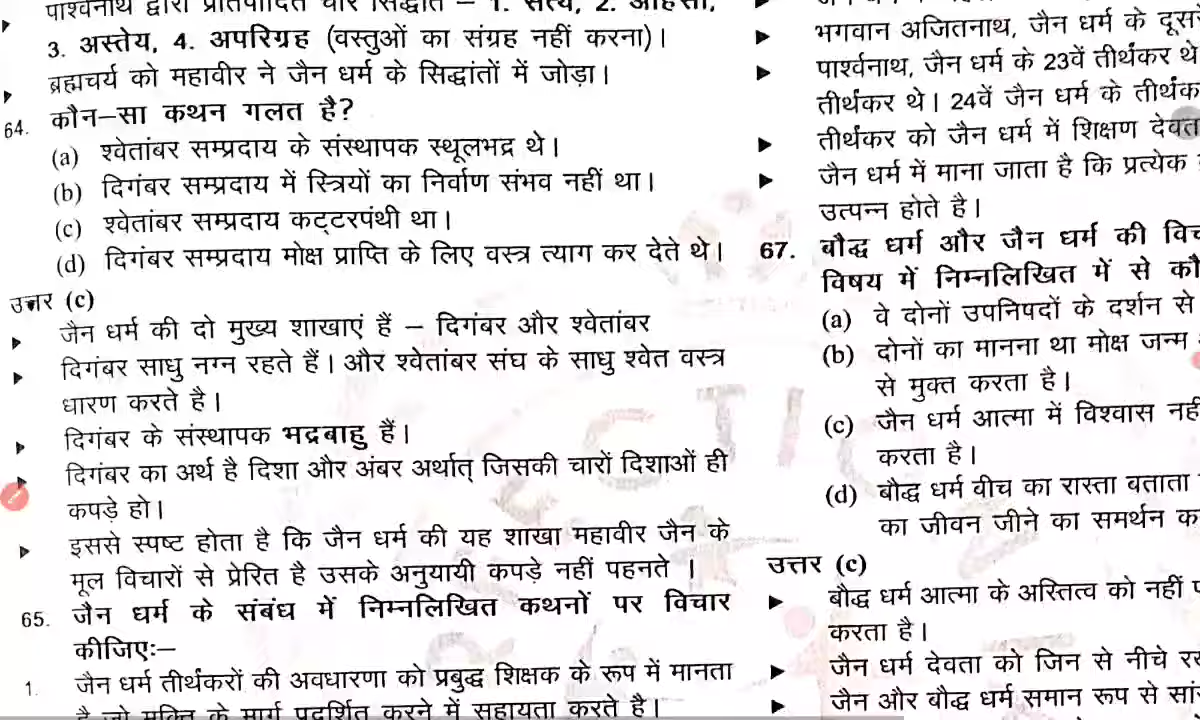 पार्श्वनाथ द्वारा प्रतिपादित चार सिद्धांत – 1. सत्य, 2. अहिंसा,
3. अस्तेय, 4. अपरिग्रह (वस्तुओं का संग्रह नहीं करना)।
ब्रह्मचर्य को महावीर ने जैन धर्म के सिद्धांतों में जोड़ा।
64. कौन–सा कथन गलत है?
(a) श्वेतांबर सम्प्रदाय के संस्थापक स्थूलभद्र थे।
(b) दिगंबर सम्प्रदाय में स्त्रियों का निर्वाण संभव नहीं था।
(c) श्वेतांबर सम्प्रदाय कट्टरपंथी था।
(d) दिगंबर सम्प्रदाय मोक्ष प्राप्ति के लिए वस्त्र त्याग कर देते थे।
उत्तर (c)
जैन धर्म की दो मुख्य शाखाएं हैं – दिगंबर और श्वेतांबर
दिगंबर साधु नग्न रहते हैं। और श्वेतांबर संघ के साधु श्वेत वस्त्र
धारण करते है।
दिगंबर के संस्थापक भद्रबाहु हैं।
दिगंबर का अर्थ है दिशा और अंबर अर्थात् जिसकी चारों दिशाओं ही
कपड़े हो।
इससे स्पष्ट होता है कि जैन धर्म की यह शाखा महावीर जैन के
मूल विचारों से प्रेरित है उसके अनुयायी कपड़े नहीं पहनते ।
65. जैन धर्म के संबंध में निम्नलिखित कथनों पर विचार
कीजिए:–
1. जैन धर्म तीर्थंकरों की अवधारणा को प्रबुद्ध शिक्षक के रूप में मानता
है जो मुक्ति के मार्ग प्रदर्शित करने में सहायता करते है।
भगवान अजितनाथ, जैन धर्म के दूसरे
पार्श्वनाथ, जैन धर्म के 23वें तीर्थंकर थे
तीर्थंकर थे। 24वें जैन धर्म के तीर्थंक
तीर्थंकर को जैन धर्म में शिक्षण देवत
जैन धर्म में माना जाता है कि प्रत्येक
उत्पन्न होते है।
67. बौद्ध धर्म और जैन धर्म की विच
विषय में निम्नलिखित में से कौ
(a) वे दोनों उपनिषदों के दर्शन से
(b) दोनों का मानना था मोक्ष जन्म
से मुक्त करता है।
(c) जैन धर्म आत्मा में विश्वास नहीं
करता है।
(d) बौद्ध धर्म बीच का रास्ता बताता
का जीवन जीने का समर्थन क
उत्तर (c)
बौद्ध धर्म आत्मा के अस्तित्व को नहीं
करता है।
जैन धर्म देवता को जिन से नीचे
जैन और बौद्ध धर्म समान रूप से